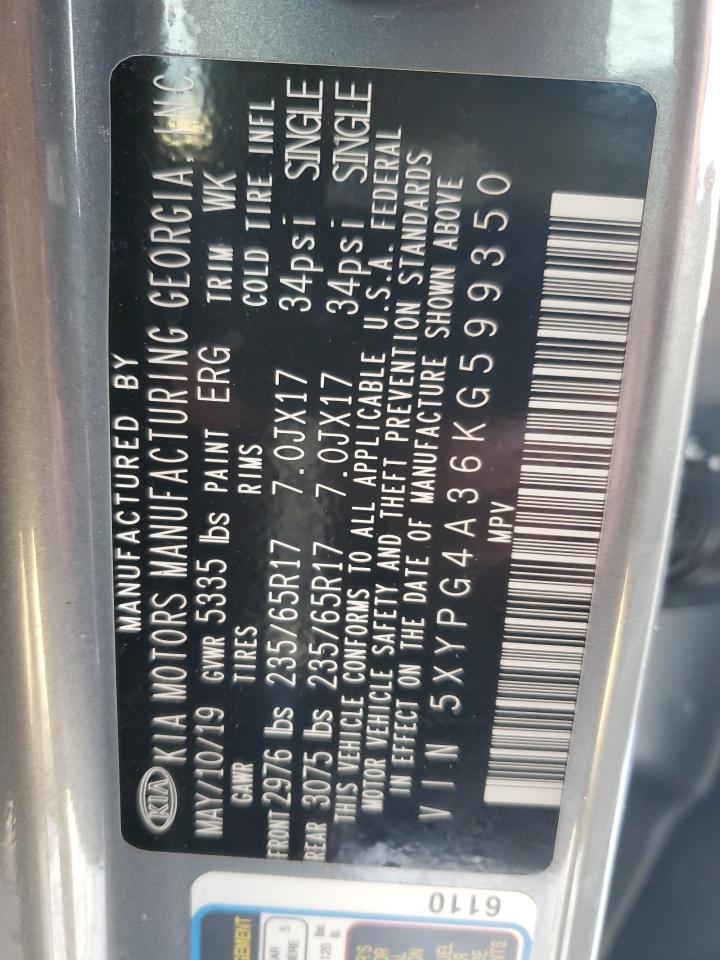 MANUFACTURED BY
KIA KIA MOTORS MANUFACTURING GEORGIA, INC.
MAY/10/19 GVWR 5335 lbs PAINT ERG TRIM WK
GAWR TIRES RIMS COLD TIRE INFL
FRONT 2976 lbs 235/65R17 7.0JX17 34psi SINGLE
REAR 3075 lbs 235/65R17 7.0JX17 34psi SINGLE
THIS VEHICLE CONFORMS TO ALL APPLICABLE U.S.A. FEDERAL
MOTOR VEHICLE SAFETY AND THEFT PREVENTION STANDARDS
IN EFFECT ON THE DATE OF MANUFACTURE SHOWN ABOVE
VIN 5XYPG4A36KG599350
MPV
6110